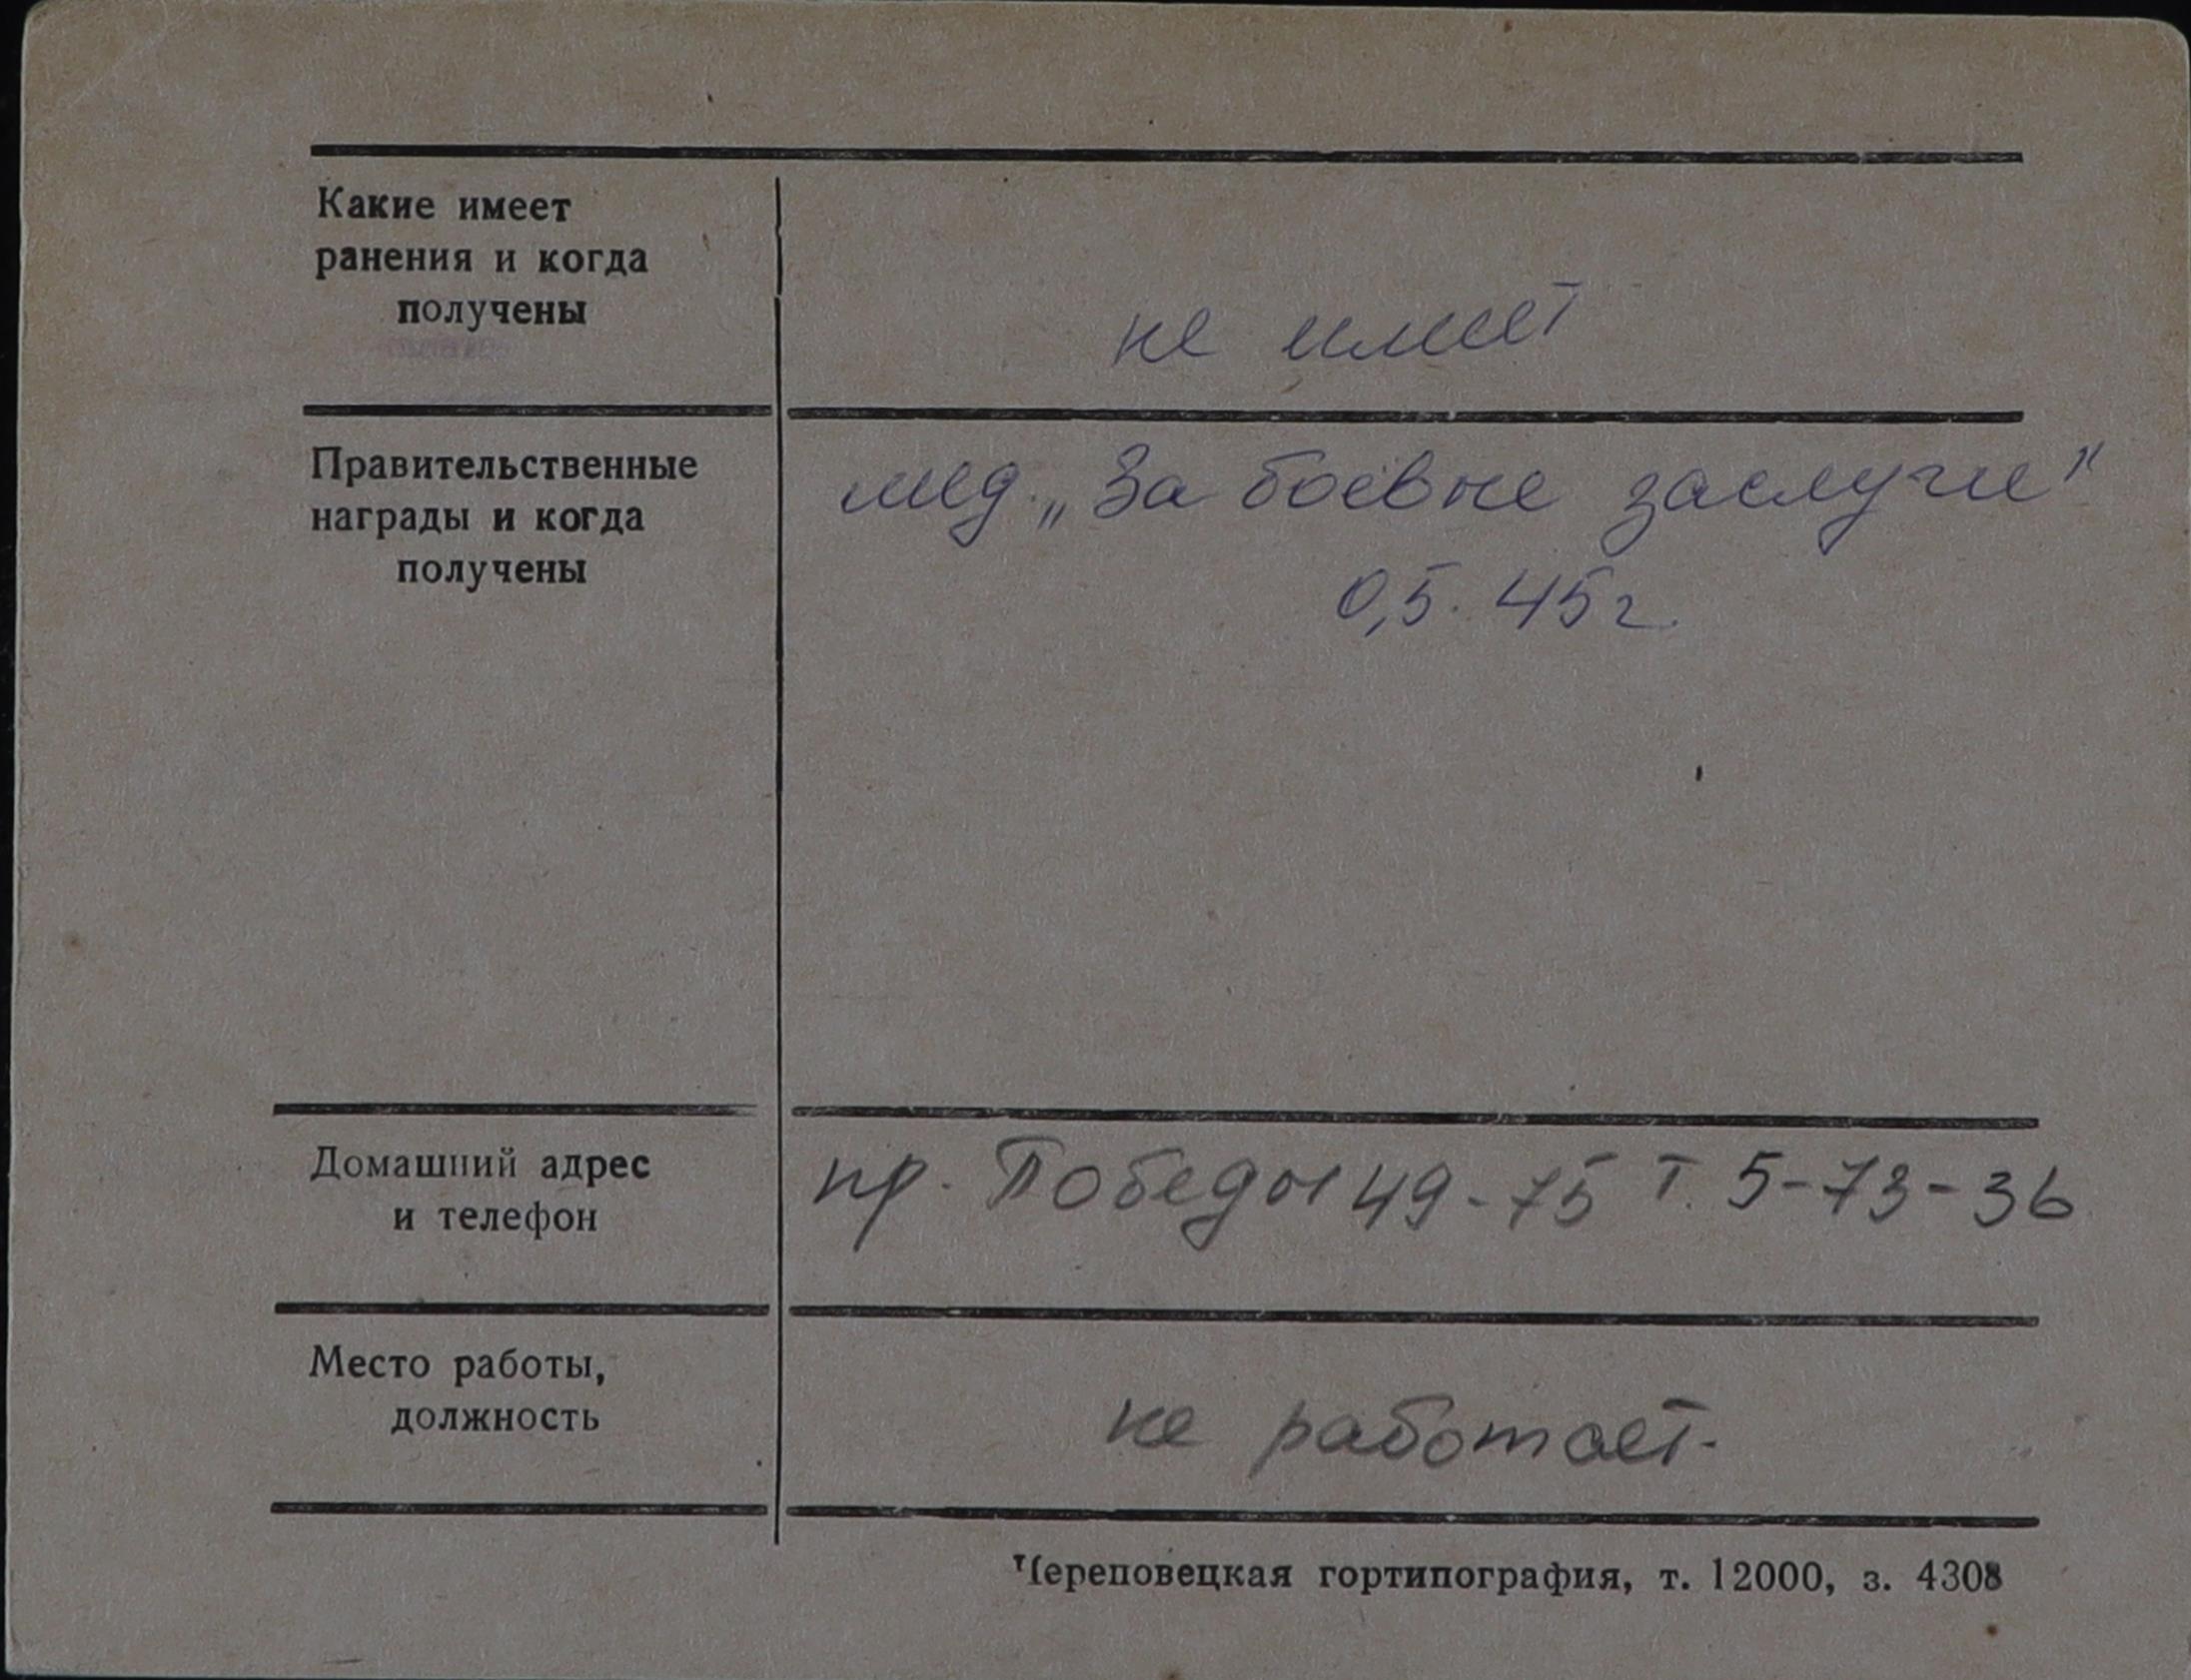 Какие имеет
ранения и когда
получены
не имеет
Правительственные
награды и когда
получены
мед. „За боевые заслуги"
0,5. 45 г.
Домашний адрес
и телефон
пр. Победы 49-75 т. 5-73-36
Место работы,
должность
не работает.
Череповецкая гортипография, т. 12000, з. 4308